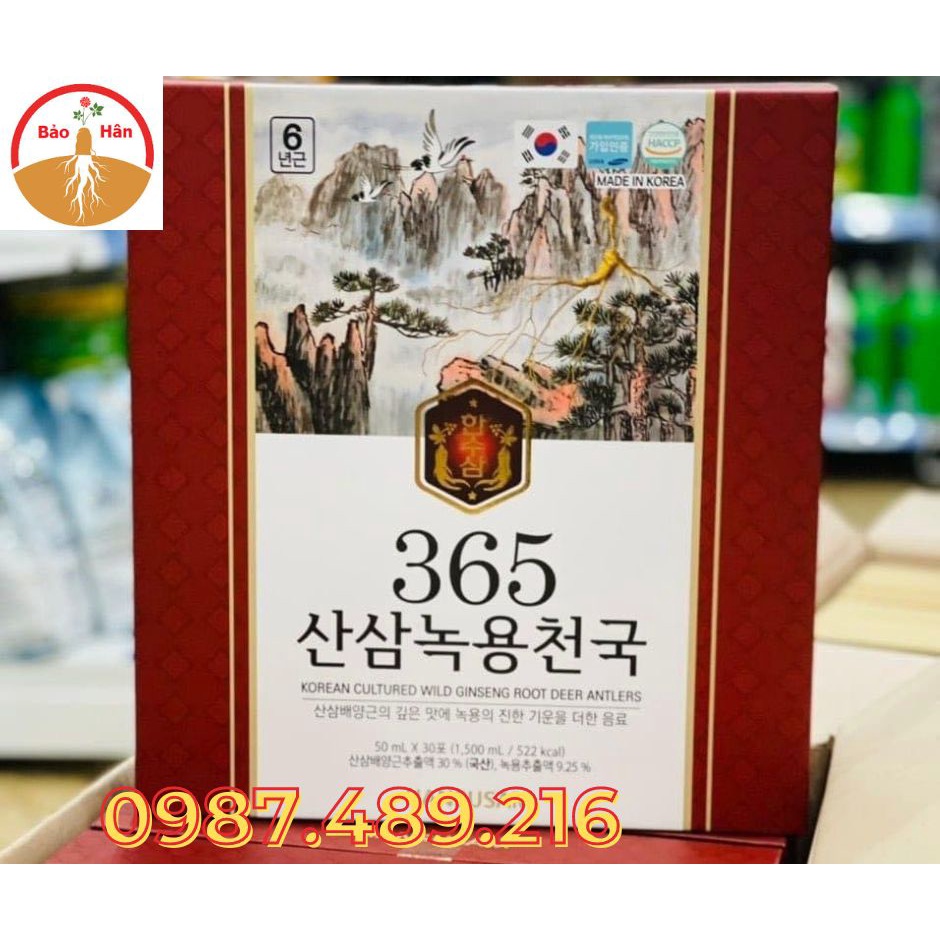 Bảo Hân
6
년근
가입인증
HACCP
MADE IN KOREA
한주삼
365
산삼녹용천국
KOREAN CULTURED WILD GINSENG ROOT DEER ANTLERS
산삼배양근의 깊은 맛에 녹용의 진한 기운을 더한 음료
50 mL X 30포 (1,500 mL / 522 kcal)
산삼배양근추출액 30 % (국산), 녹용추출액 9.25 %
0987.489.216